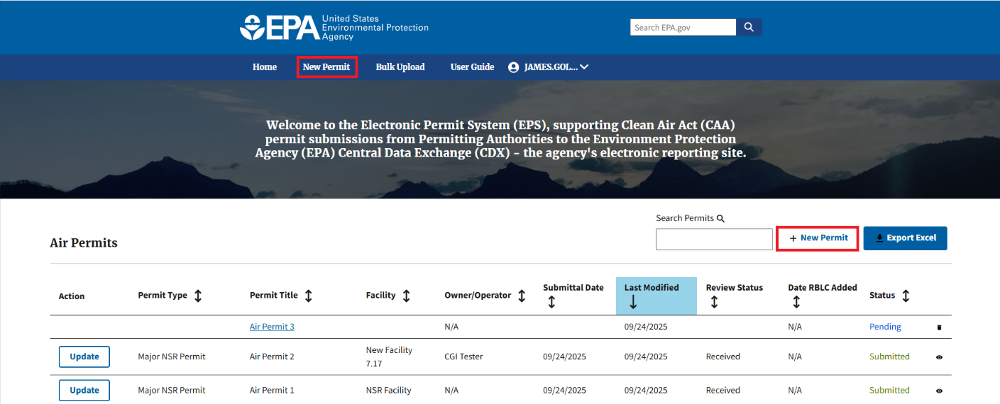 EPA United States
Environmental Protection
Agency
Search EPA.gov
Home New Permit Bulk Upload User Guide JAMES.GOL...
Welcome to the Electronic Permit System (EPS), supporting Clean Air Act (CAA)
permit submissions from Permitting Authorities to the Environment Protection
Agency (EPA) Central Data Exchange (CDX) - the agency's electronic reporting site.
Search Permits
Air Permits
+ New Permit Export Excel
Action Permit Type Permit Title Facility Owner/Operator Submittal Date Last Modified Review Status Date RBLC Added Status
Air Permit 3 N/A 09/24/2025 N/A Pending
Update Major NSR Permit Air Permit 2 New Facility
7.17 CGI Tester 09/24/2025 09/24/2025 Received N/A Submitted
Update Major NSR Permit Air Permit 1 NSR Facility N/A 09/24/2025 09/24/2025 Received N/A Submitted